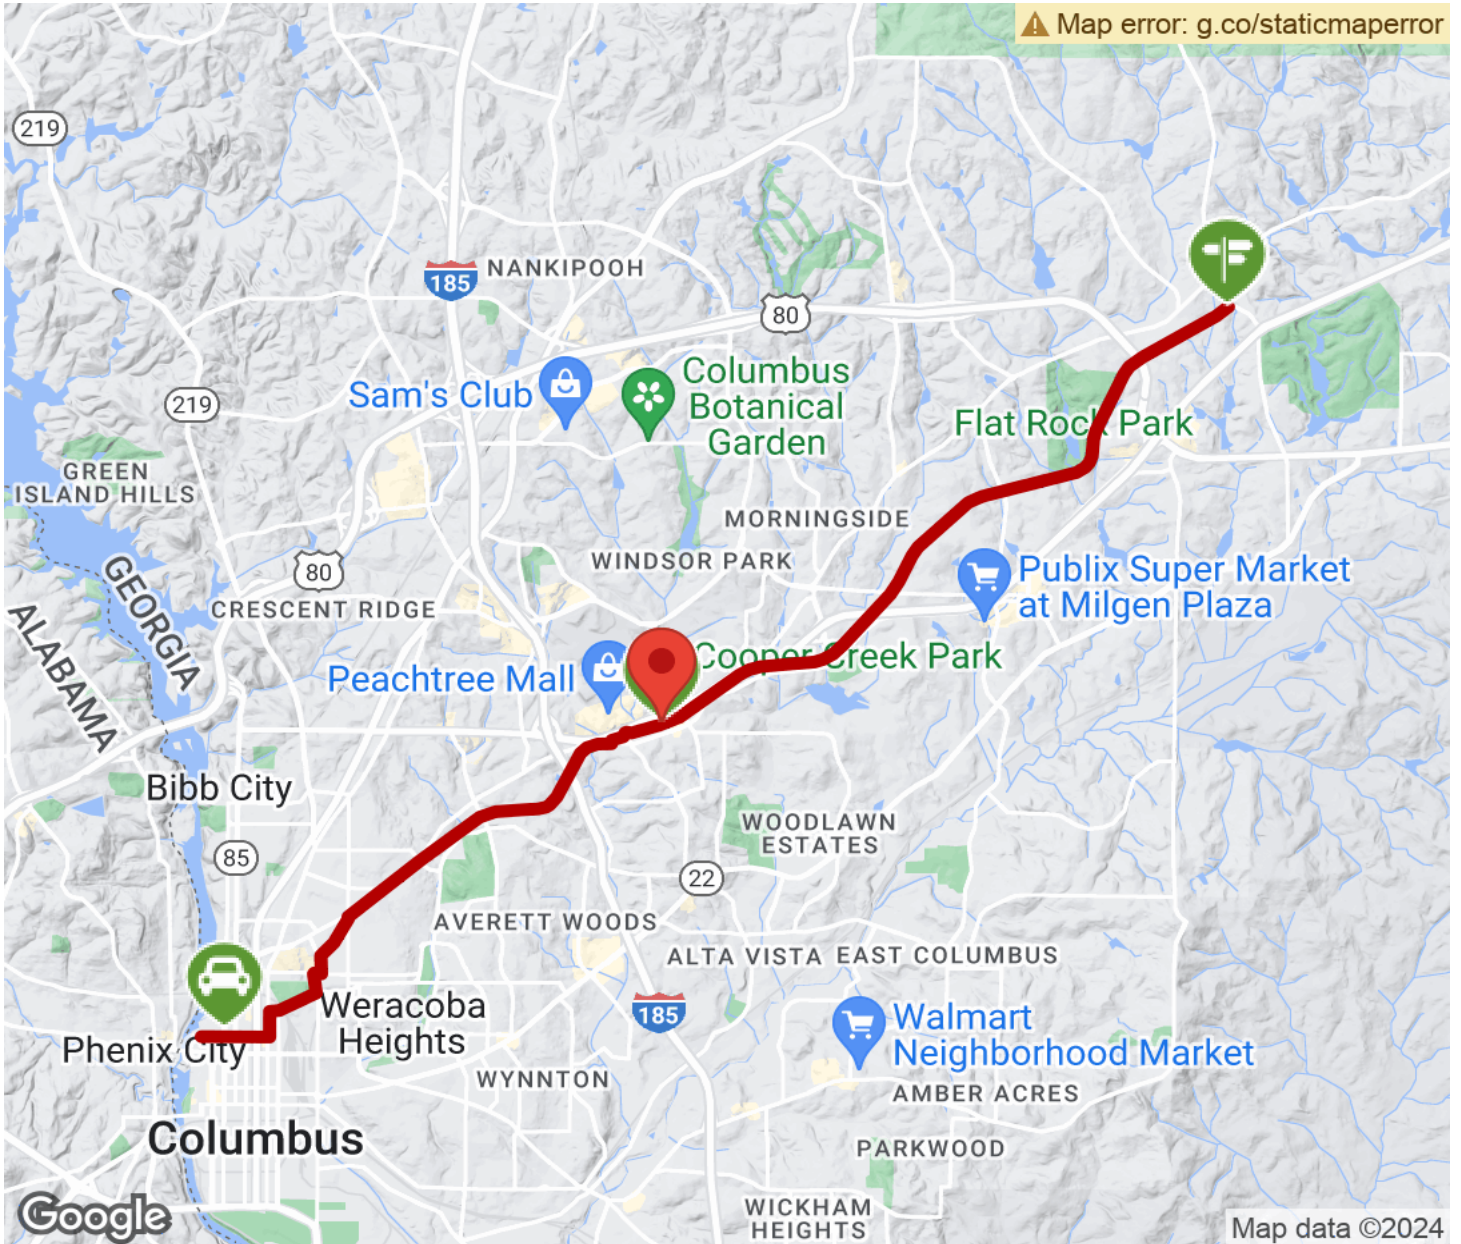 Map error: g.co/staticmaperror
219
185
NANKIPOOH
80
Sam's Club
Columbus
Botanical
Garden
219
Flat Rock Park
GREEN
ISLAND HILLS
MORNINGSIDE
WINDSOR PARK
80
CRESCENT RIDGE
Publix Super Market
at Milgen Plaza
GEORGIA
ALABAMA
Peachtree Mall
Cooper Creek Park
Bibb City
WOODLAWN
ESTATES
85
22
AVERETT WOODS
ALTA VISTA
EAST COLUMBUS
Weracoba
Heights
185
Walmart
Neighborhood Market
Phenix City
WYNNTON
AMBER ACRES
Columbus
PARKWOOD
WICKHAM
HEIGHTS
Google
Map data ©2024